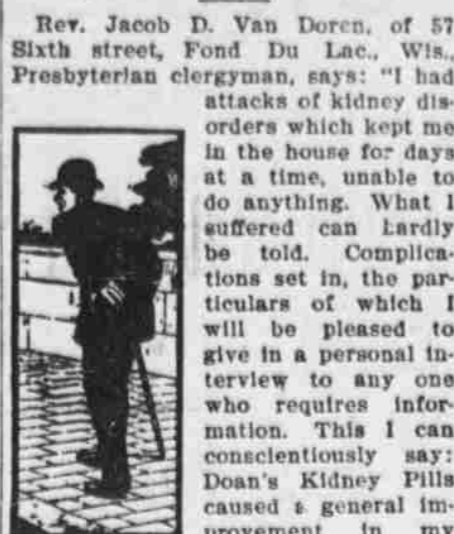 Rev. Jacob D. Van Doren, of 57
Sixth street, Fond Du Lac., Wis.,
Presbyterian clergyman, says: "I had
attacks of kidney dis-
orders which kept me
in the house for days
at a time, unable to
do anything. What I
suffered can hardly
be told. Complica-
tions set in, the par-
ticulars of which I
will be pleased to
give in a personal in-
terview to any one
who requires infor-
mation. This I can
conscientiously say:
Doan's Kidney Pills
caused a general im-
provement in my